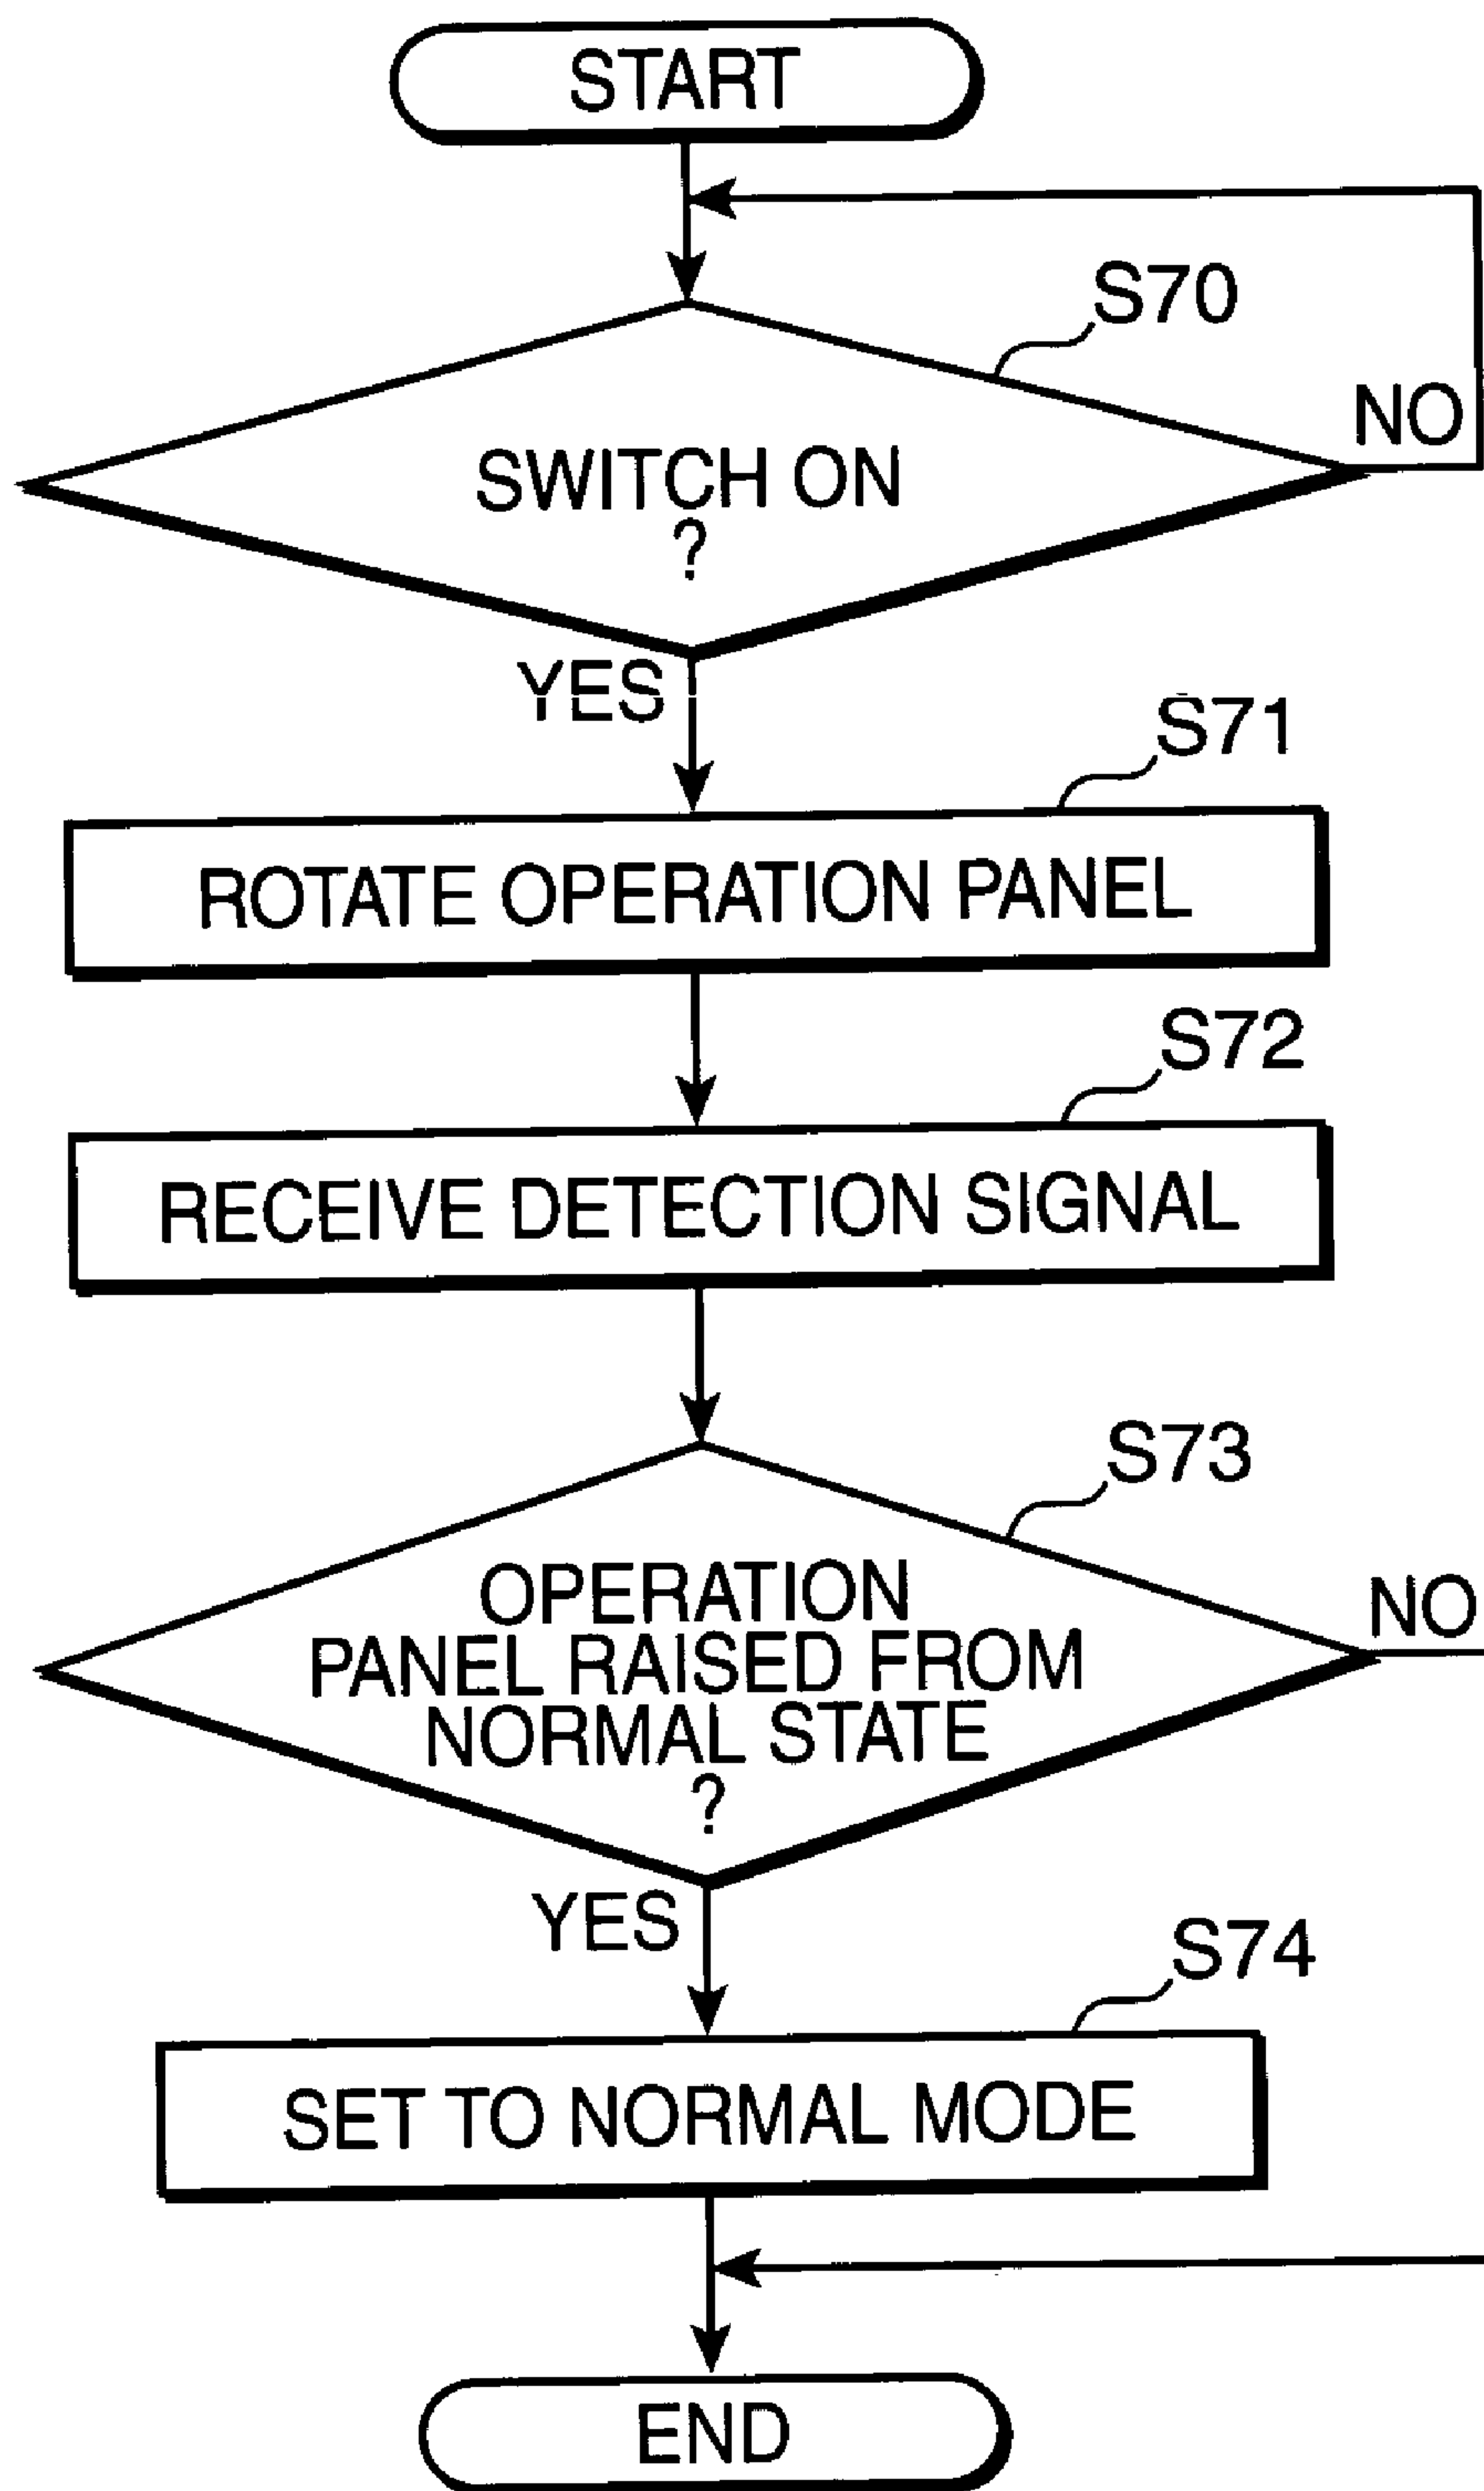 START
S70
NO
SWITCH ON
?
YES
S71
ROTATE OPERATION PANEL
S72
RECEIVE DETECTION SIGNAL
S73
NO
OPERATION
PANEL RAISED FROM
NORMAL STATE
?
YES
S74
SET TO NORMAL MODE
END